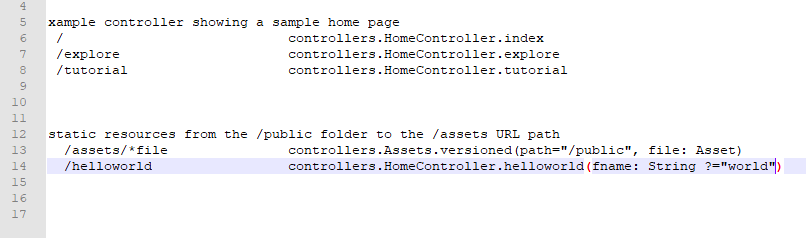 4
5 xample controller showing a sample home page
6 / controllers.HomeController.index
7 /explore controllers.HomeController.explore
8 /tutorial controllers.HomeController.tutorial
9
10
11
12 static resources from the /public folder to the /assets URL path
13 /assets/*file controllers.Assets.versioned(path="/public", file: Asset)
14 /helloworld controllers.HomeController.helloworld(fname: String ?="world")
15
16
17